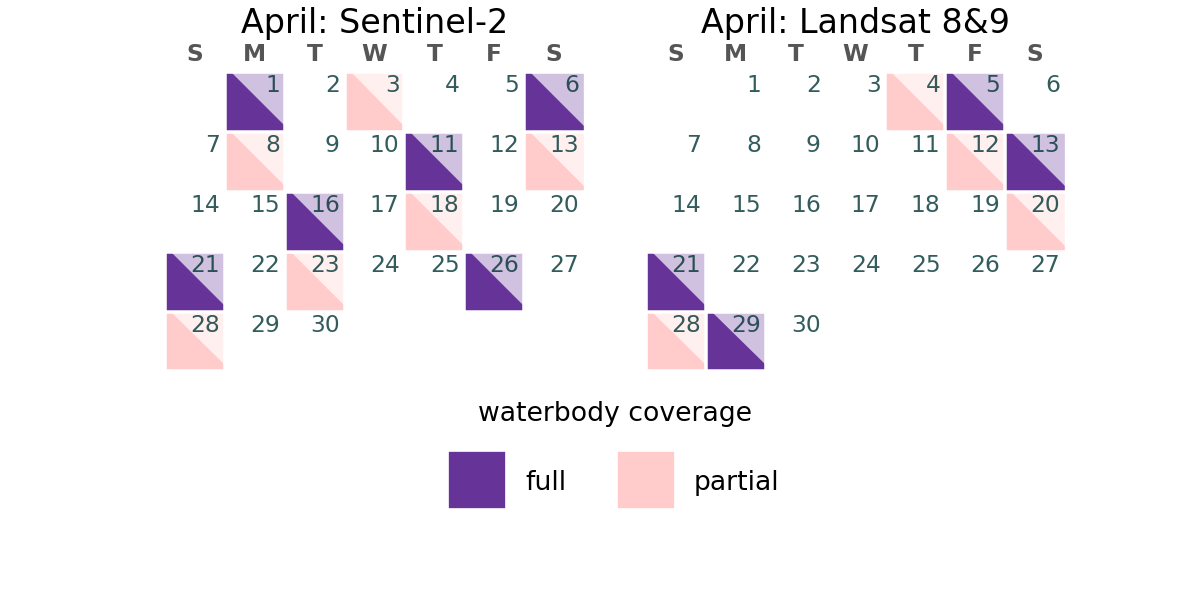 April: Sentinel-2
S M T W T F S
1 2 3 4 5 6
7 8 9 10 11 12 13
14 15 16 17 18 19 20
21 22 23 24 25 26 27
28 29 30
April: Landsat 8&9
S M T W T F S
1 2 3 4 5 6
7 8 9 10 11 12 13
14 15 16 17 18 19 20
21 22 23 24 25 26 27
28 29 30
waterbody coverage
full partial